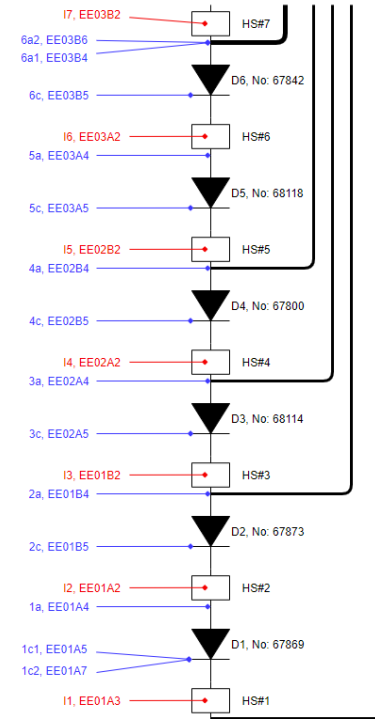 I7, EE03B2
HS#7
6a2, EE03B6
6a1, EE03B4
D6, No: 67842
6c, EE03B5
I6, EE03A2
HS#6
5a, EE03A4
D5, No: 68118
5c, EE03A5
I5, EE02B2
HS#5
4a, EE02B4
D4, No: 67800
4c, EE02B5
I4, EE02A2
HS#4
3a, EE02A4
D3, No: 68114
3c, EE02A5
I3, EE01B2
HS#3
2a, EE01B4
D2, No: 67873
2c, EE01B5
I2, EE01A2
HS#2
1a, EE01A4
D1, No: 67869
1c1, EE01A5
1c2, EE01A7
I1, EE01A3
HS#1